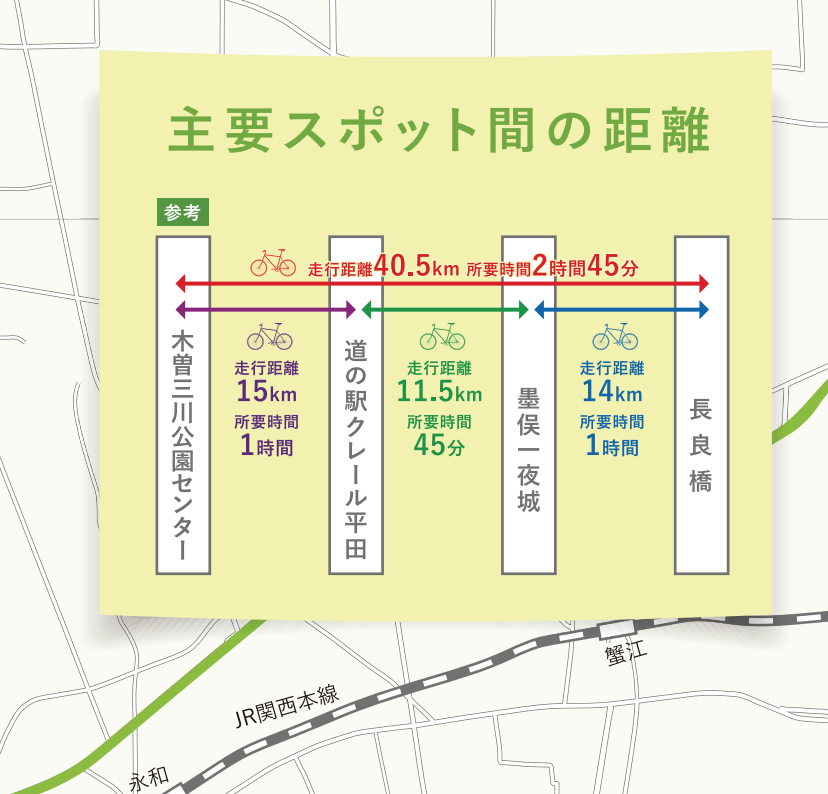 主要スポット間の距離
参考
走行距離40.5km 所要時間2時間45分
木曽三川公園センター
走行距離
15km
所要時間
1時間
道の駅クレール平田
走行距離
11.5km
所要時間
45分
墨俣一夜城
走行距離
14km
所要時間
1時間
長良橋
蟹江
JR関西本線
永和